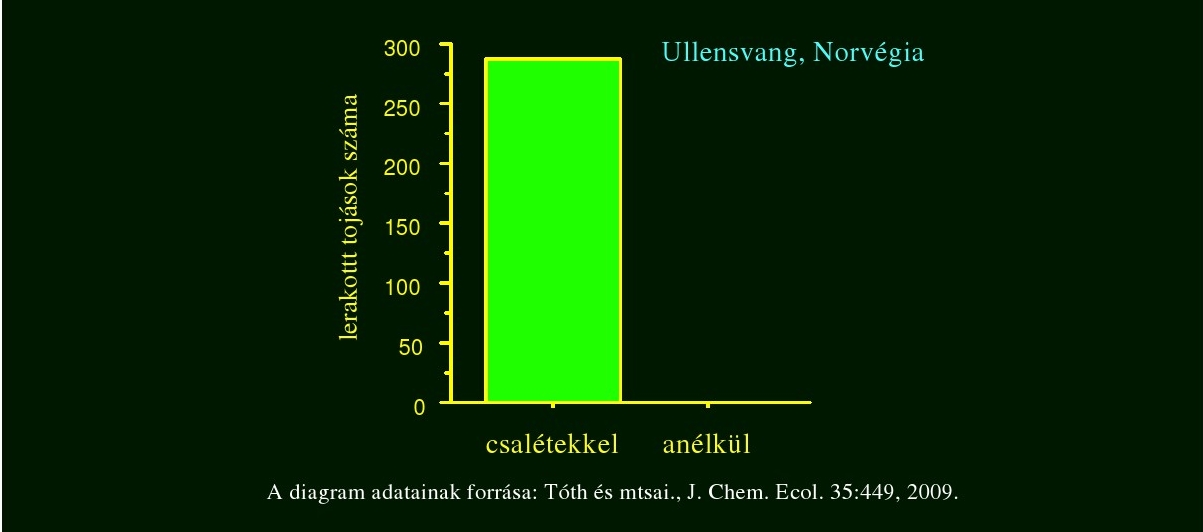 Ullensvang, Norvégia
lerakottt tojások száma
300
250
200
150
100
50
0
csalétekkel anélkül
A diagram adatainak forrása: Tóth és mtsai., J. Chem. Ecol. 35:449, 2009.